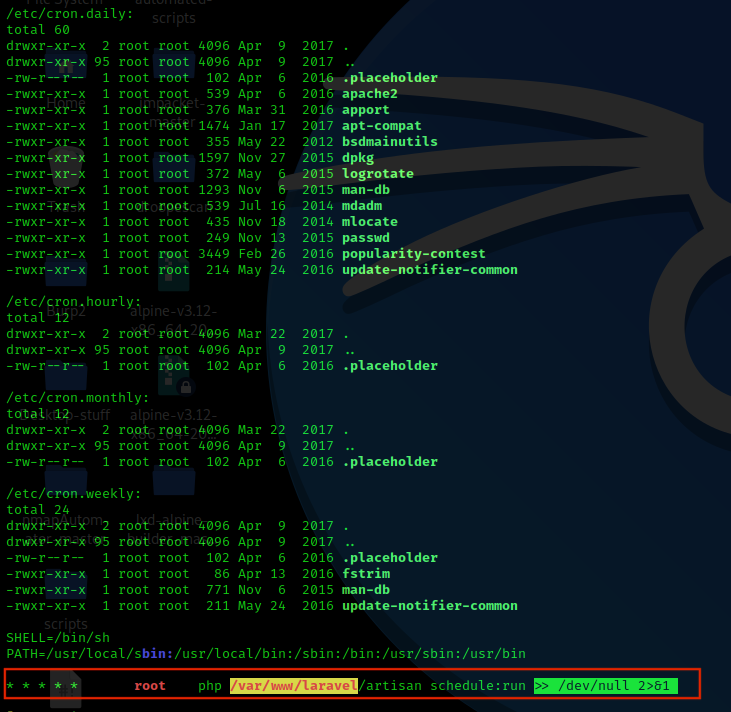 File System
automated-
scripts
/etc/cron.daily:
total 60
drwxr-xr-x  2 root root 4096 Apr  9  2017 .
drwxr-xr-x 95 root root 4096 Apr  9  2017 ..
-rw-r--r--  1 root root  102 Apr  6  2016 .placeholder
-rwxr-xr-x  1 root root  539 Apr  6  2016 apache2
-rwxr-xr-x  1 root root  376 Mar 31  2016 apport
-rwxr-xr-x  1 root root 1474 Jan 17  2017 apt-compat
-rwxr-xr-x  1 root root  355 May 22  2012 bsdmainutils
-rwxr-xr-x  1 root root 1597 Nov 27  2015 dpkg
-rwxr-xr-x  1 root root  372 May  6  2015 logrotate
-rwxr-xr-x  1 root root 1293 Nov  6  2015 man-db
-rwxr-xr-x  1 root root  539 Jul 16  2014 mdadm
-rwxr-xr-x  1 root root  435 Nov 18  2014 mlocate
-rwxr-xr-x  1 root root  249 Nov 13  2015 passwd
-rwxr-xr-x  1 root root 3449 Feb 26  2016 popularity-contest
-rwxr-xr-x  1 root root  214 May 24  2016 update-notifier-common
Home
impacket-
/etc/cron.hourly:
total 12
drwxr-xr-x  2 root root 4096 Mar 22  2017 .
drwxr-xr-x 95 root root 4096 Apr  9  2017 ..
-rw-r--r--  1 root root  102 Apr  6  2016 .placeholder
Burp2
alpine-v3.12-
/etc/cron.monthly:
total 12
drwxr-xr-x  2 root root 4096 Mar 22  2017 .
drwxr-xr-x 95 root root 4096 Apr  9  2017 ..
-rw-r--r--  1 root root  102 Apr  6  2016 .placeholder
alpine-v3.12-
/etc/cron.weekly:
total 24
drwxr-xr-x  2 root root 4096 Apr  9  2017 .
drwxr-xr-x 95 root root 4096 Apr  9  2017 ..
-rw-r--r--  1 root root  102 Apr  6  2016 .placeholder
-rwxr-xr-x  1 root root   86 Apr 13  2016 fstrim
-rwxr-xr-x  1 root root  771 Nov  6  2015 man-db
-rwxr-xr-x  1 root root  211 May 24  2016 update-notifier-common
scripts
SHELL=/bin/sh
PATH=/usr/local/sbin:/usr/local/bin:/sbin:/bin:/usr/sbin:/usr/bin
* * * * * root php /var/www/laravel/artisan schedule:run >> /dev/null 2>&1